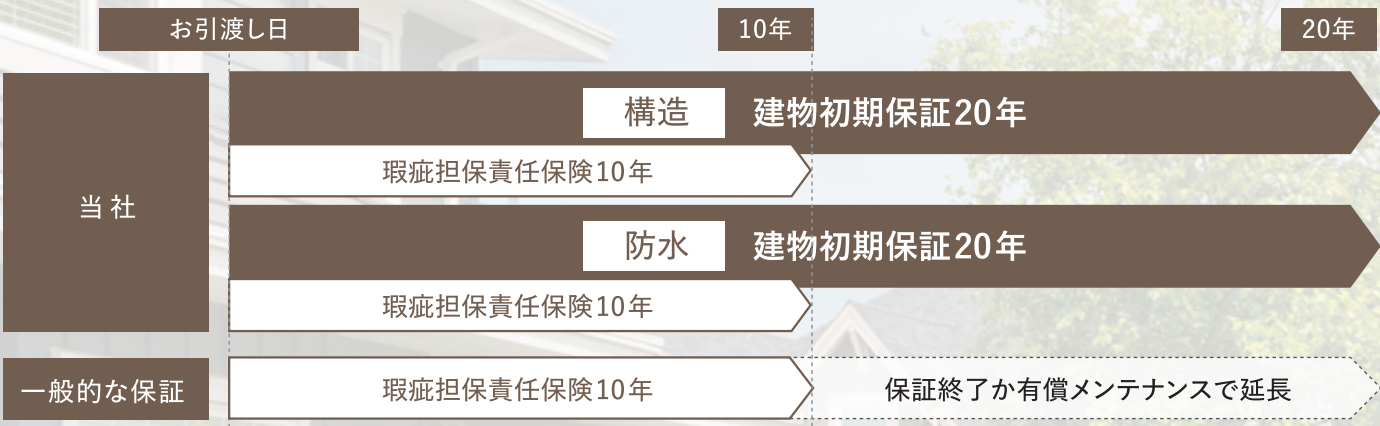 お引渡し日
10年
20年
当社
構造
建物初期保証20年
瑕疵担保責任保険10年
防水
建物初期保証20年
瑕疵担保責任保険10年
一般的な保証
瑕疵担保責任保険10年
保証終了か有償メンテナンスで延長